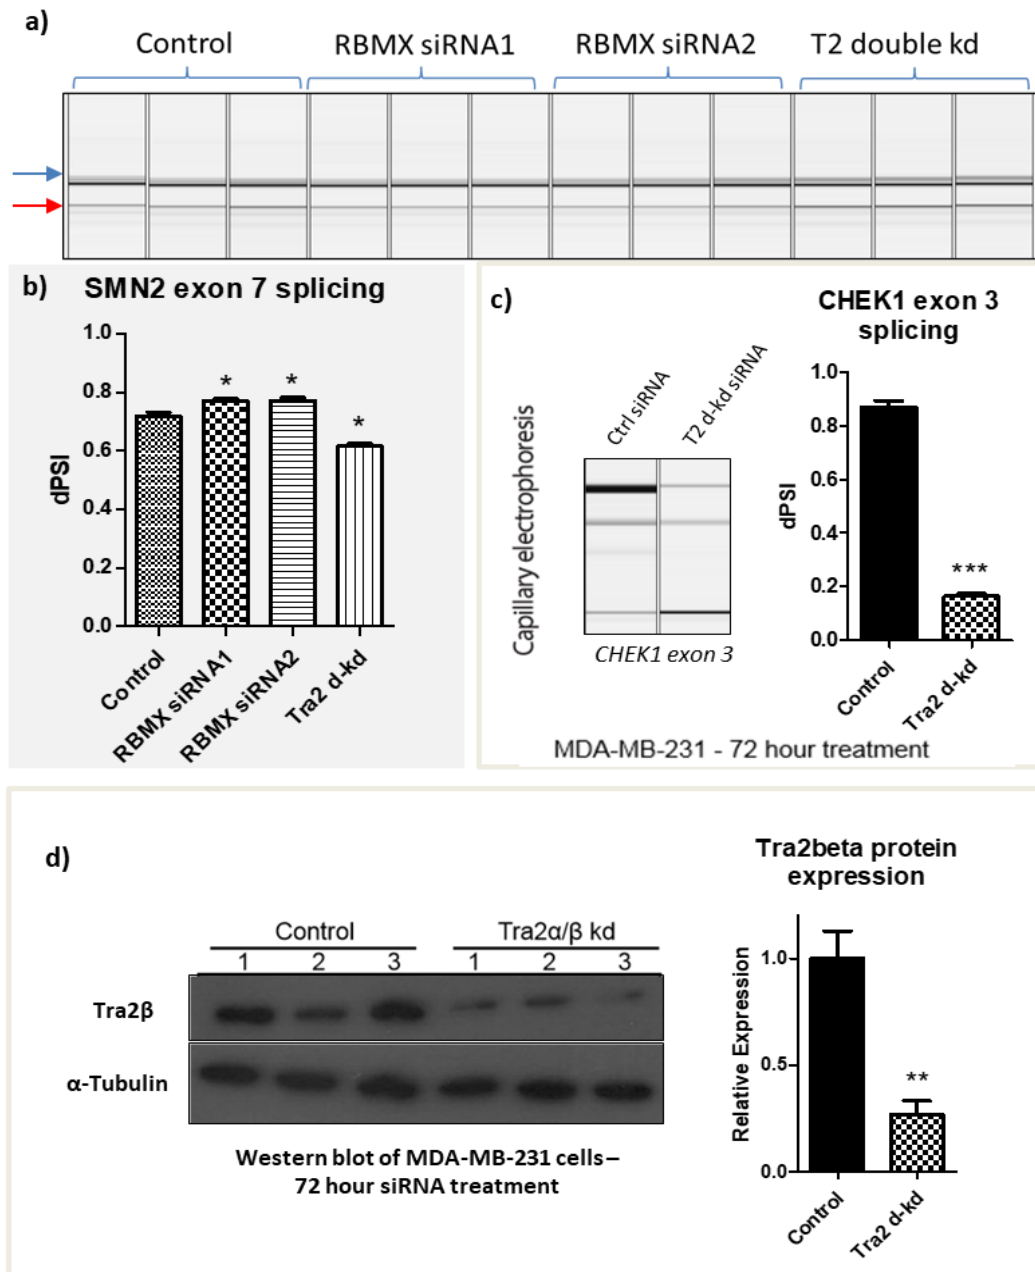 a)
Control
RBMX siRNA1
RBMX siRNA2
T2 double kd
b)
SMN2 exon 7 splicing
dPSI
1.0
0.8
0.6
0.4
0.2
0.0
*
*
*
Control
RBMX siRNA1
RBMX siRNA2
Tra2 d-kd
c)
Capillary electrophoresis
Ctrl siRNA
T2 d-kd siRNA
CHEK1 exon 3
CHEK1 exon 3
splicing
dPSI
1.0
0.8
0.6
0.4
0.2
0.0
***
Control
Tra2 d-kd
MDA-MB-231 - 72 hour treatment
d)
Control
Tra2α/β kd
1 2 3 1 2 3
Tra2β
α-Tubulin
Western blot of MDA-MB-231 cells–
72 hour siRNA treatment
Tra2beta protein
expression
Relative Expression
1.0
0.5
0.0
**
Control
Tra2 d-kd